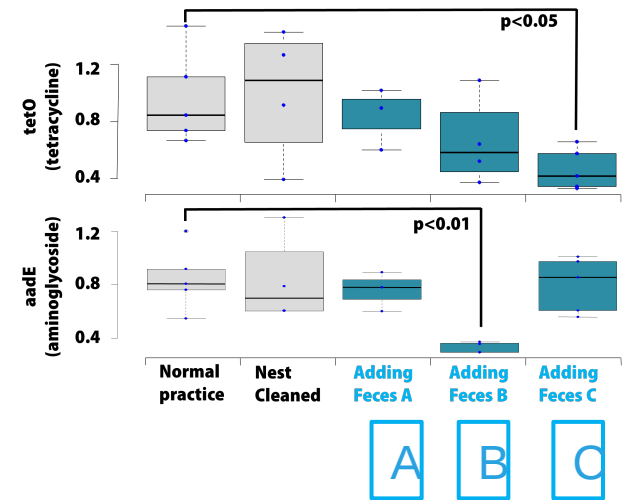 p<0.05
tetO
(tetracycline)
1.2
0.8
0.4
p<0.01
aadE
(aminoglycoside)
1.2
0.8
0.4
Normal
practice
Nest
Cleaned
Adding
Feces A
Adding
Feces B
Adding
Feces C
A
B
C